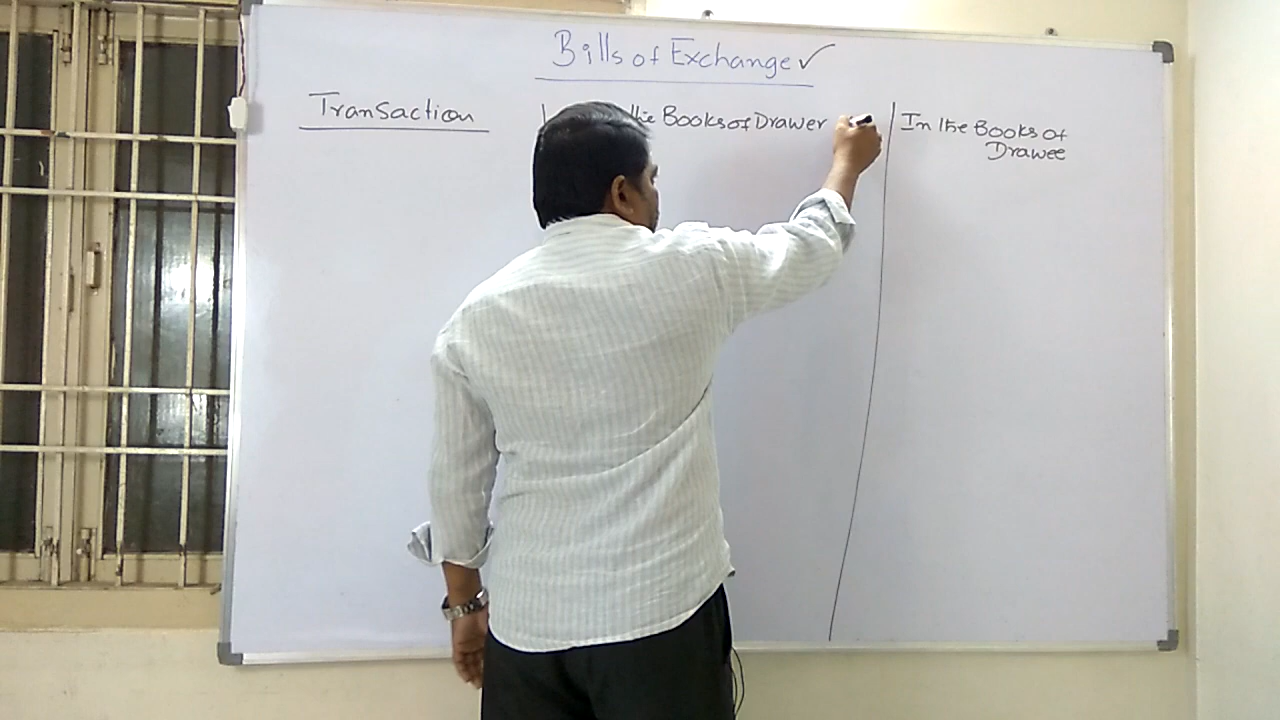 Bills of Exchange ✓
Transaction
the Books of Drawer
In the Books of
Drawee